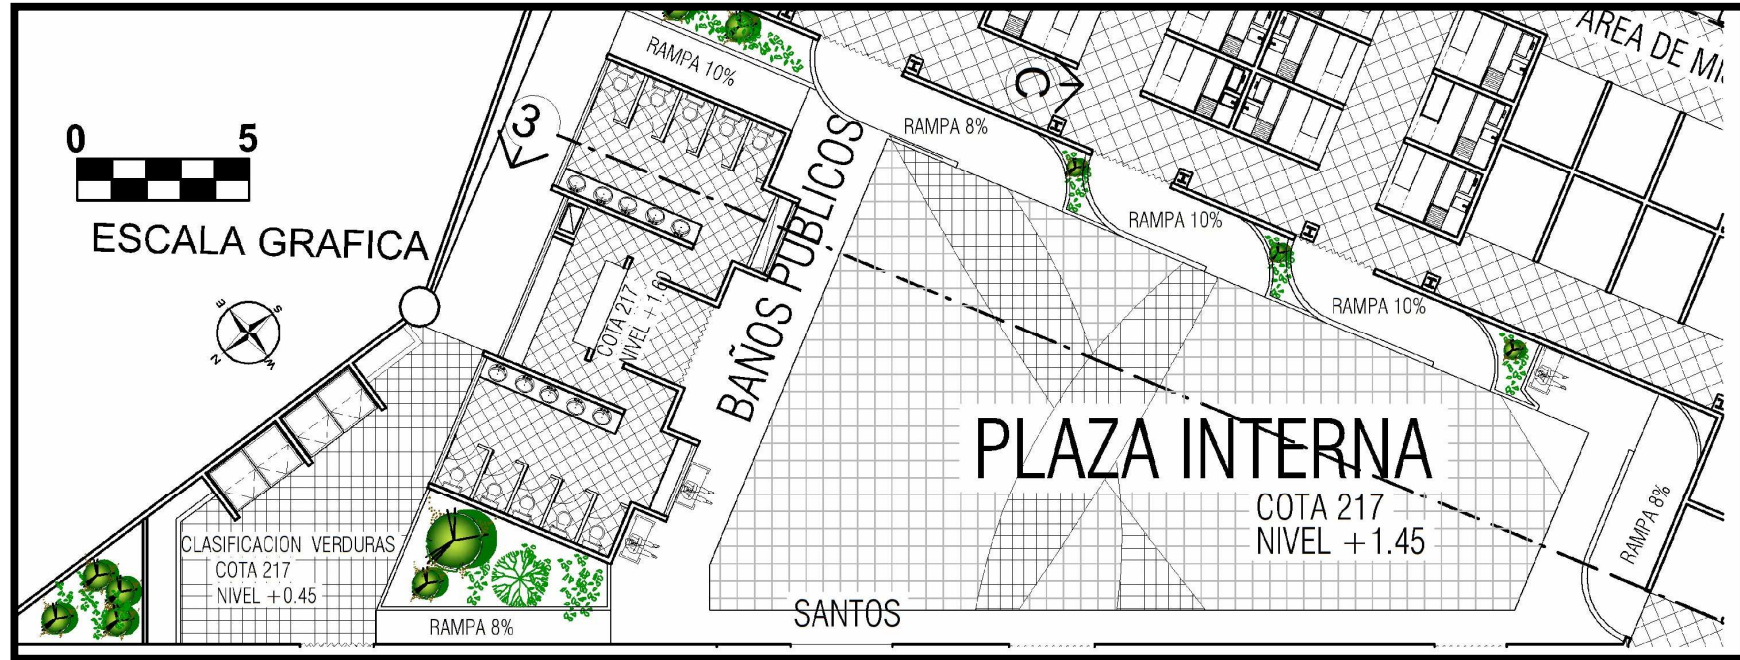 AREA DE
RAMPA 10%
0 5
3
C
RAMPA 8%
ESCALA GRAFICA
BAÑOS PUBLICOS
RAMPA 10%
COTA 217
NIVEL +1.60
RAMPA 10%
E S
N W
PLAZA INTERNA
COTA 217
NIVEL +1.45
RAMPA 8%
CLASIFICACION VERDURAS
COTA 217
NIVEL +0.45
SANTOS
RAMPA 8%